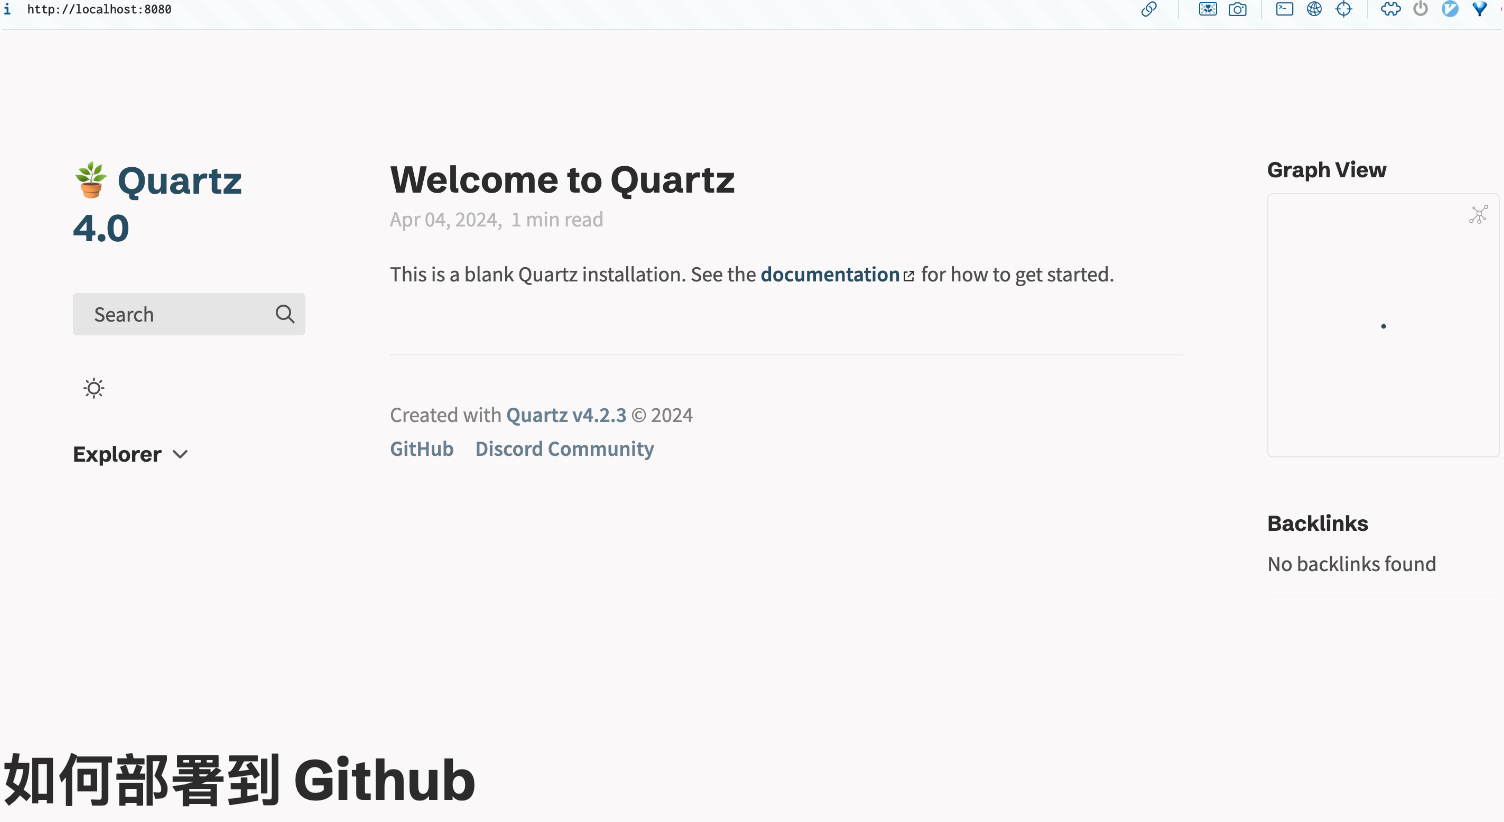 http://localhost:8080
🪴 Quartz
4.0
Search
Explorer
Welcome to Quartz
Apr 04, 2024, 1 min read
This is a blank Quartz installation. See the documentation for how to get started.
Created with Quartz v4.2.3 © 2024
GitHub Discord Community
Graph View
Backlinks
No backlinks found
如何部署到 Github